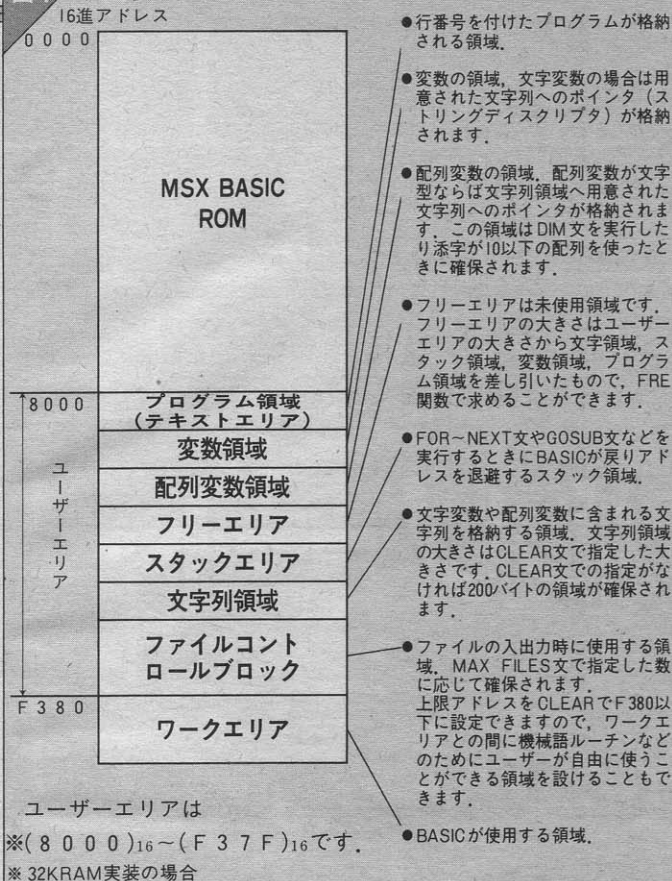 16進アドレス
0000
MSX BASIC
ROM
8000
プログラム領域
(テキストエリア)
変数領域
配列変数領域
フリーエリア
スタックエリア
文字列領域
ファイルコント
ロールブロック
F380
ワークエリア
ユーザーエリア
ユーザーエリアは
※(8000)₁₆~(F37F)₁₆です.
※32KRAM実装の場合
●行番号を付けたプログラムが格納
される領域.
●変数の領域,文字変数の場合は用
意された文字列へのポインタ(ス
トリングディスクリプタ)が格納
されます.
●配列変数の領域,配列変数が文字
型ならば文字列領域へ用意された
文字列へのポインタが格納されま
す.この領域はDIM文を実行した
り添字が10以下の配列を使ったと
きに確保されます.
●フリーエリアは未使用領域です.
フリーエリアの大きさはユーザー
エリアの大きさから文字領域,ス
タック領域,変数領域,プログラ
ム領域を差し引いたもので,FRE
関数で求めることができます.
●FOR~NEXT文やGOSUB文などを
実行するときにBASICが戻りアド
レスを退避するスタック領域.
●文字変数や配列変数に含まれる文
字列を格納する領域.文字列領域
の大きさはCLEAR文で指定した大
きさです.CLEAR文での指定がな
ければ200バイトの領域が確保され
ます.
●ファイルの入出力時に使用する領
域.MAX FILES文で指定した数
に応じて確保されます.
上限アドレスをCLEARでF380以
下に設定できますので,ワークエ
リアとの間に機械語ルーチンなど
のためにユーザーが自由に使うこ
とができる領域を設けることもで
きます.
●BASICが使用する領域.